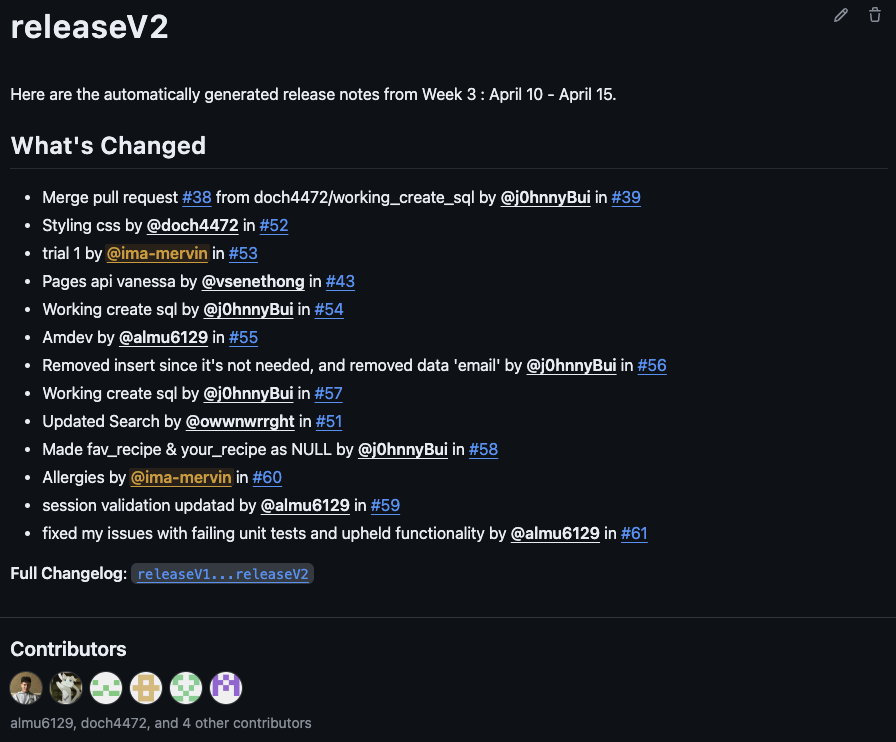 releaseV2
Here are the automatically generated release notes from Week 3 : April 10 - April 15.
What's Changed
• Merge pull request #38 from doch4472/working_create_sql by @j0hnnyBui in #39
• Styling css by @doch4472 in #52
• trial 1 by @ima-mervin in #53
• Pages api vanessa by @vsenethong in #43
• Working create sql by @j0hnnyBui in #54
• Amdev by @almu6129 in #55
• Removed insert since it's not needed, and removed data 'email' by @j0hnnyBui in #56
• Working create sql by @j0hnnyBui in #57
• Updated Search by @owwnwrrght in #51
• Made fav_recipe & your_recipe as NULL by @j0hnnyBui in #58
• Allergies by @ima-mervin in #60
• session validation updatad by @almu6129 in #59
• fixed my issues with failing unit tests and upheld functionality by @almu6129 in #61
Full Changelog: releaseV1...releaseV2
Contributors
almu6129, doch4472, and 4 other contributors